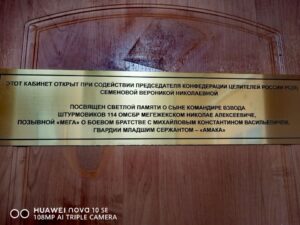 ЭТОТ КАБИНЕТ ОТКРЫТ ПРИ СОДЕЙСТВИИ ПРЕДСЕДАТЕЛЯ КОНФЕДЕРАЦИИ ЦЕЛИТЕЛЕЙ РОССИИ РОДА
СЕМЕНОВОЙ ВЕРОНИКОЙ НИКОЛАЕВНОЙ
ПОСВЯЩЕН СВЕТЛОЙ ПАМЯТИ О СЫНЕ КОМАНДИРЕ ВЗВОДА
ШТУРМОВИКОВ 114 ОМСБР МЕГЕЖЕКСКОМ НИКОЛАЕ АЛЕКСЕЕВИЧЕ,
ПОЗЫВНОЙ «МЕГА» О БОЕВОМ БРАТСТВЕ С МИХАЙЛОВЫМ КОНСТАНТИНОМ ВАСИЛЬЕВИЧЕМ,
ГВАРДИИ МЛАДШИМ СЕРЖАНТОМ – «АМАКА»
HUAWEI nova 10 SE
108MP AI TRIPLE CAMERA